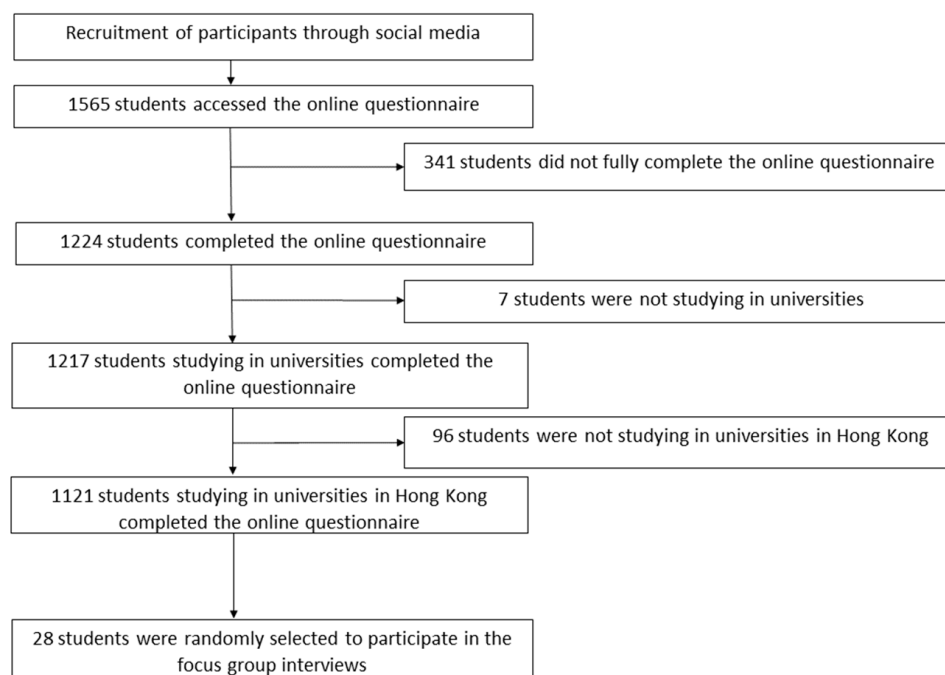 Recruitment of participants through social media
1565 students accessed the online questionnaire
341 students did not fully complete the online questionnaire
1224 students completed the online questionnaire
7 students were not studying in universities
1217 students studying in universities completed the
online questionnaire
96 students were not studying in universities in Hong Kong
1121 students studying in universities in Hong Kong
completed the online questionnaire
28 students were randomly selected to participate in the
focus group interviews